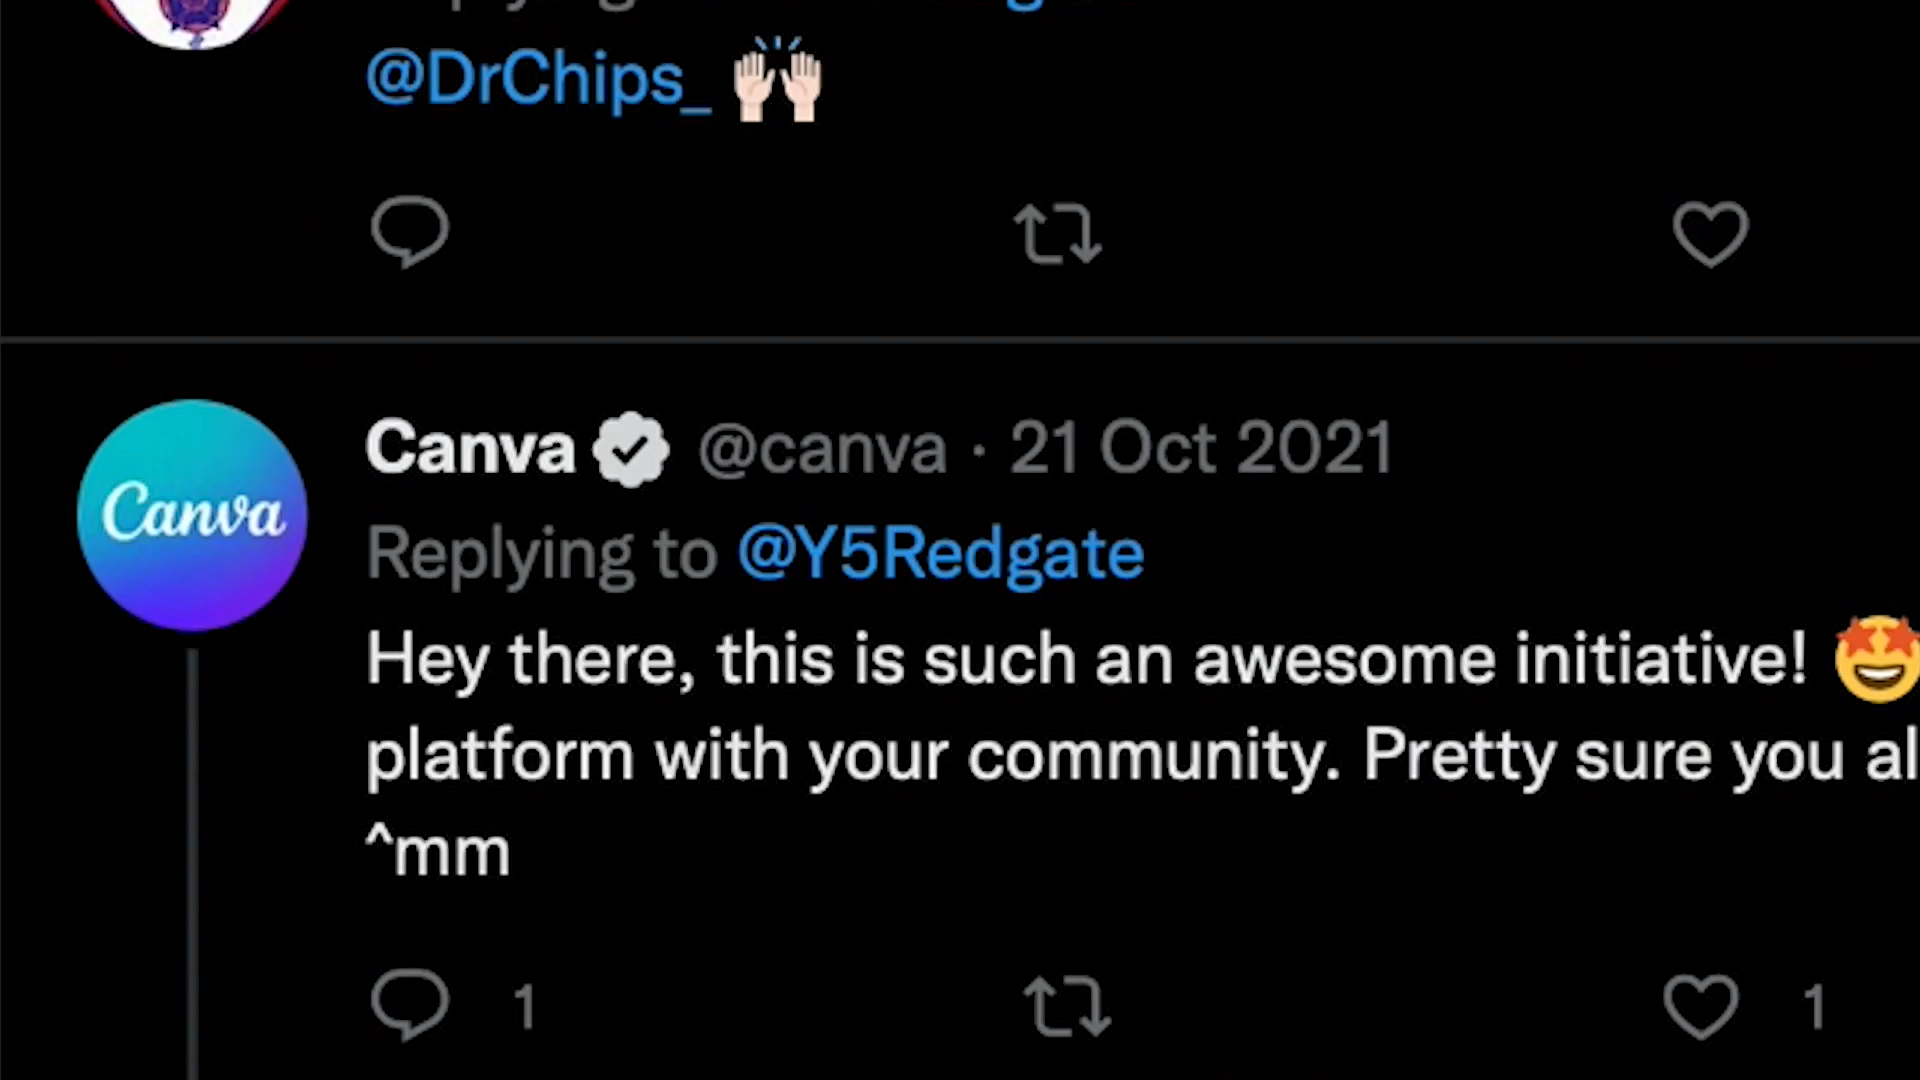 @DrChips_ 🙌🏻
Canva @canva · 21 Oct 2021
Canva
Replying to @Y5Redgate
Hey there, this is such an awesome initiative! 🤩
platform with your community. Pretty sure you al
^mm
1 1